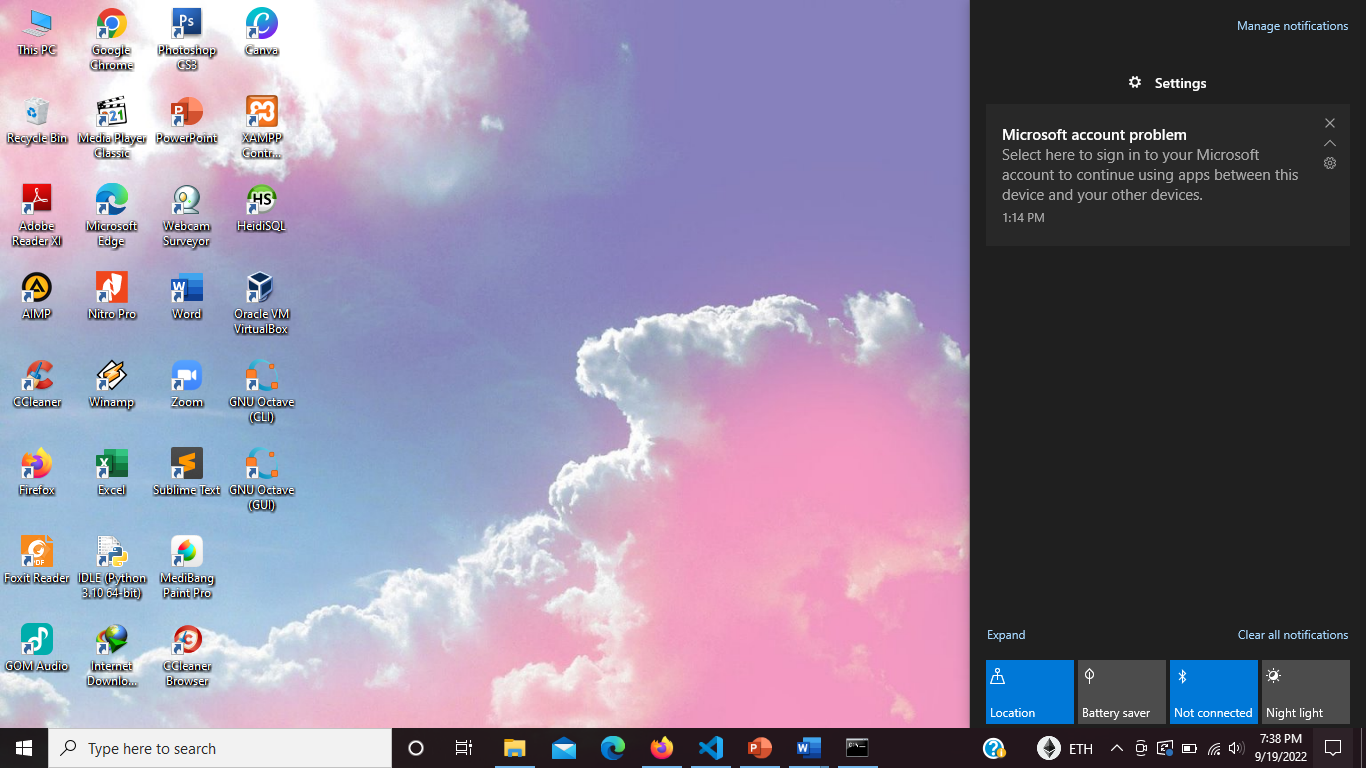 This PC
Google
Chrome
Photoshop
CS3
Canva
Recycle Bin
Media Player
Classic
PowerPoint
XAMPP
Contr...
Adobe
Reader XI
Microsoft
Edge
Webcam
Surveyor
HeidiSQL
AIMP
Nitro Pro
Word
Oracle VM
VirtualBox
CCleaner
Winamp
Zoom
GNU Octave
(CLI)
Firefox
Excel
Sublime Text
GNU Octave
(GUI)
Foxit Reader
IDLE (Python
3.10 64-bit)
MediBang
Paint Pro
GOM Audio
Internet
Downlo...
CCleaner
Browser
Manage notifications
Settings
Microsoft account problem
Select here to sign in to your Microsoft
account to continue using apps between this
device and your other devices.
1:14 PM
Expand
Clear all notifications
Location
Battery saver
Not connected
Night light
Type here to search
ETH
7:38 PM
9/19/2022